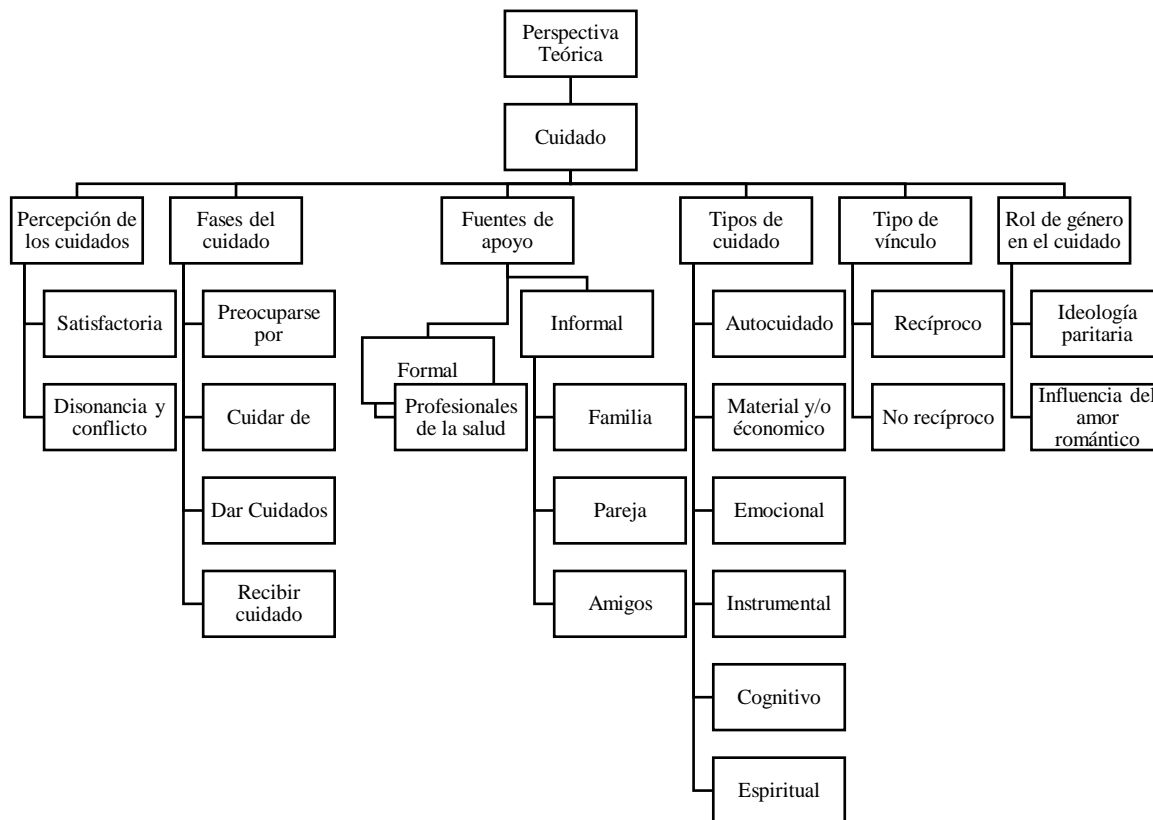 Perspectiva
Teórica
Cuidado
Percepción de
los cuidados
Satisfactoria
Disonancia y
conflicto
Fases del
cuidado
Preocuparse
por
Cuidar de
Dar Cuidados
Recibir
cuidado
Fuentes de
apoyo
Formal
Profesionales
de la salud
Informal
Familia
Pareja
Amigos
Tipos de
cuidado
Autocuidado
Material y/o
économico
Emocional
Instrumental
Cognitivo
Espiritual
Tipo de
vínculo
Recíproco
No recíproco
Rol de género
en el cuidado
Ideología
paritaria
Influencia del
amor
romántico